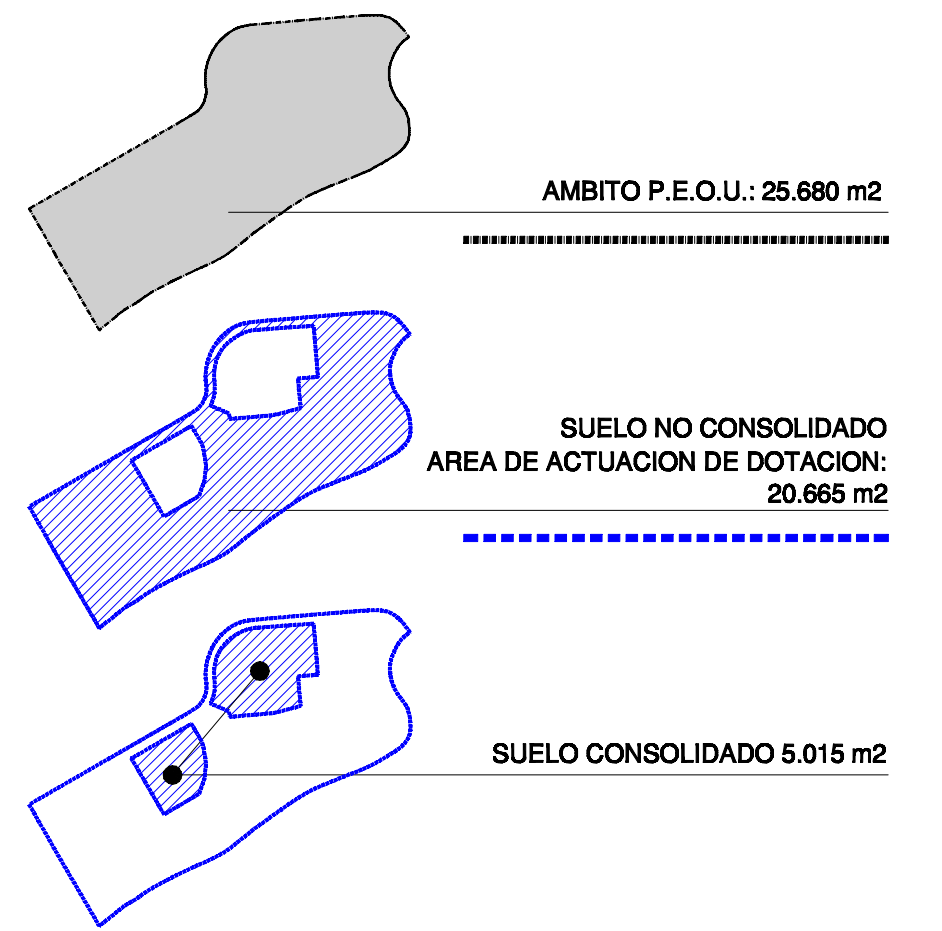 AMBITO P.E.O.U.: 25.680 m2
SUELO NO CONSOLIDADO
AREA DE ACTUACION DE DOTACION:
20.665 m2
SUELO CONSOLIDADO 5.015 m2